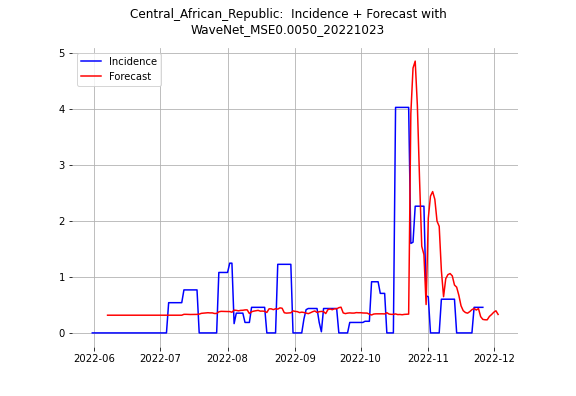 Central_African_Republic:  Incidence + Forecast with
WaveNet_MSE0.0050_20221023
Incidence
Forecast
5
4
3
2
1
0
2022-06 2022-07 2022-08 2022-09 2022-10 2022-11 2022-12